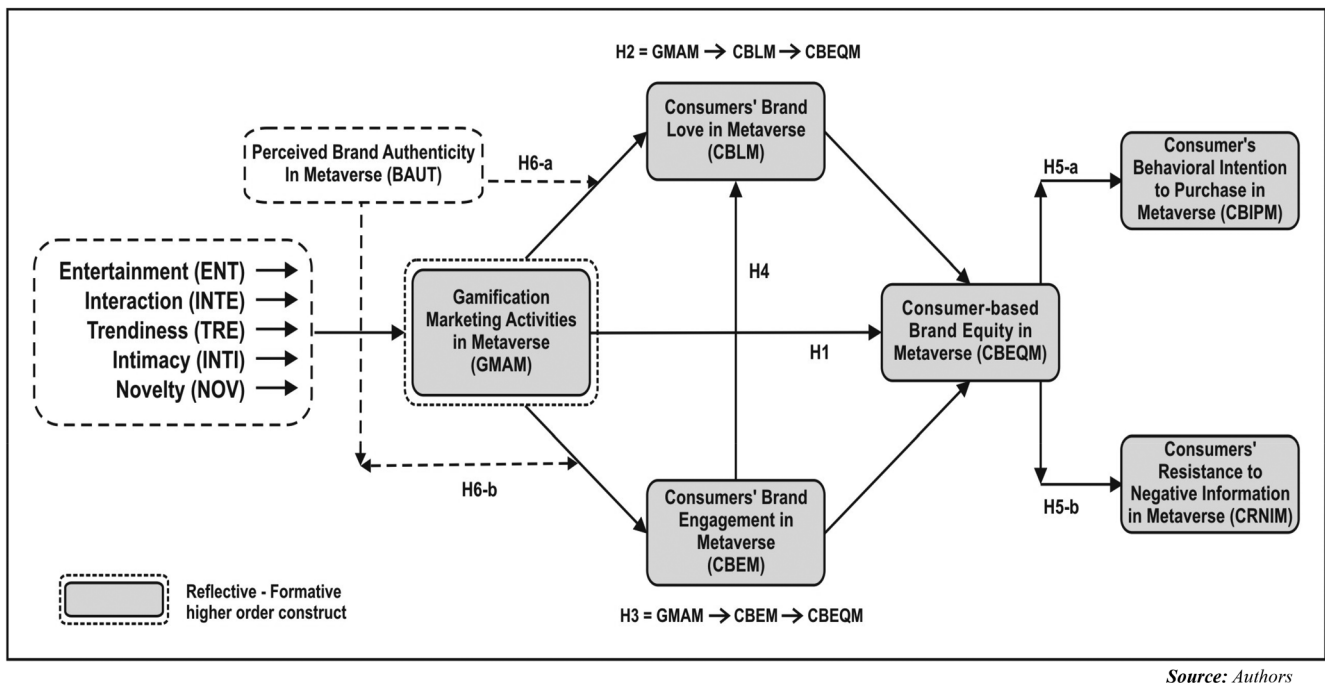 H2 = GMAM → CBLM → CBEQM
Consumers' Brand
Love in Metaverse
(CBLM)
Perceived Brand Authenticity
In Metaverse (BAUT)
H6-a
Consumer's
Behavioral Intention
to Purchase in
Metaverse (CBIPM)
H5-a
Entertainment (ENT)
Interaction (INTE)
Trendiness (TRE)
Intimacy (INTI)
Novelty (NOV)
Gamification
Marketing Activities
in Metaverse
(GMAM)
H4
H1
Consumer-based
Brand Equity in
Metaverse (CBEQM)
H6-b
Consumers' Brand
Engagement in
Metaverse
(CBEM)
H5-b
Consumers'
Resistance to
Negative Information
in Metaverse (CRNIM)
Reflective - Formative
higher order construct
H3 = GMAM → CBEM → CBEQM
Source: Authors